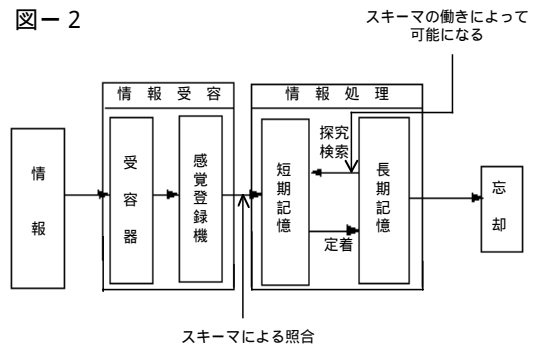 図ー2
スキーマの働きによって
可能になる
情報受容
情報処理
情報
受容器
感覚登録機
短期記憶
探究
検索
定着
長期記憶
忘却
スキーマによる照合